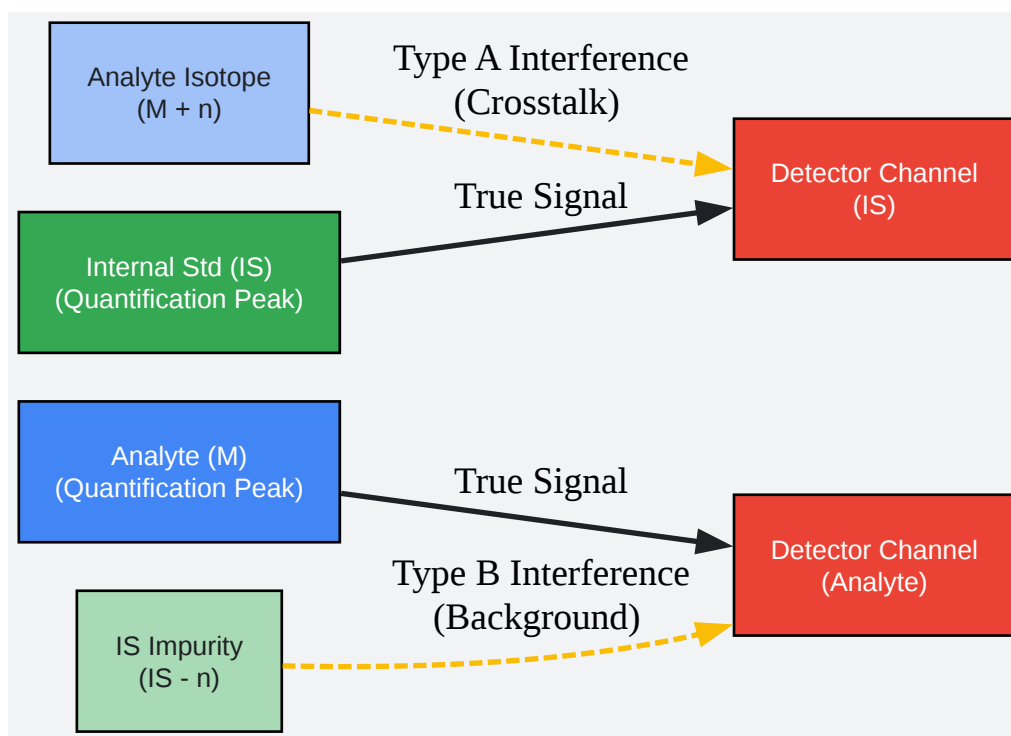 Analyte Isotope
(M + n)
Type A Interference
(Crosstalk)
Detector Channel
(IS)
True Signal
Internal Std (IS)
(Quantification Peak)
Analyte (M)
(Quantification Peak)
True Signal
Detector Channel
(Analyte)
Type B Interference
(Background)
IS Impurity
(IS - n)